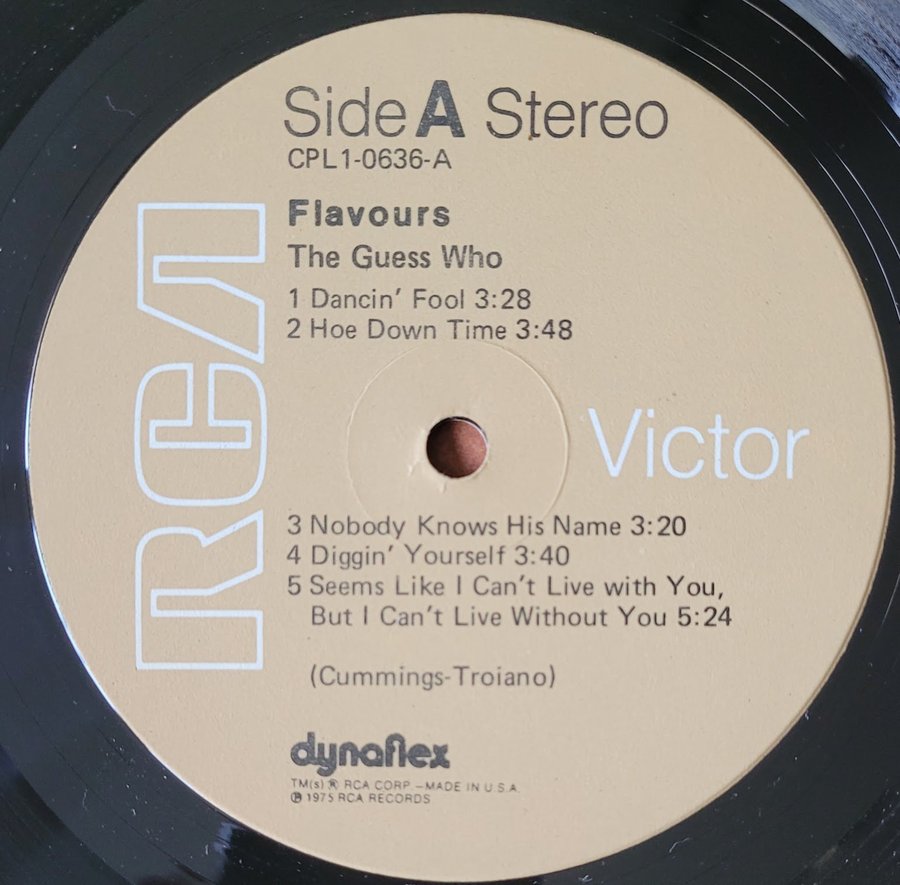 Side A Stereo
CPL1-0636-A
Flavours
The Guess Who
1 Dancin' Fool 3:28
2 Hoe Down Time 3:48
RCA
Victor
3 Nobody Knows His Name 3:20
4 Diggin' Yourself 3:40
5 Seems Like I Can't Live with You,
But I Can't Live Without You 5:24
(Cummings-Troiano)
dynaflex
TM(s) ® RCA CORP.—MADE IN U.S.A.
℗ 1975 RCA RECORDS